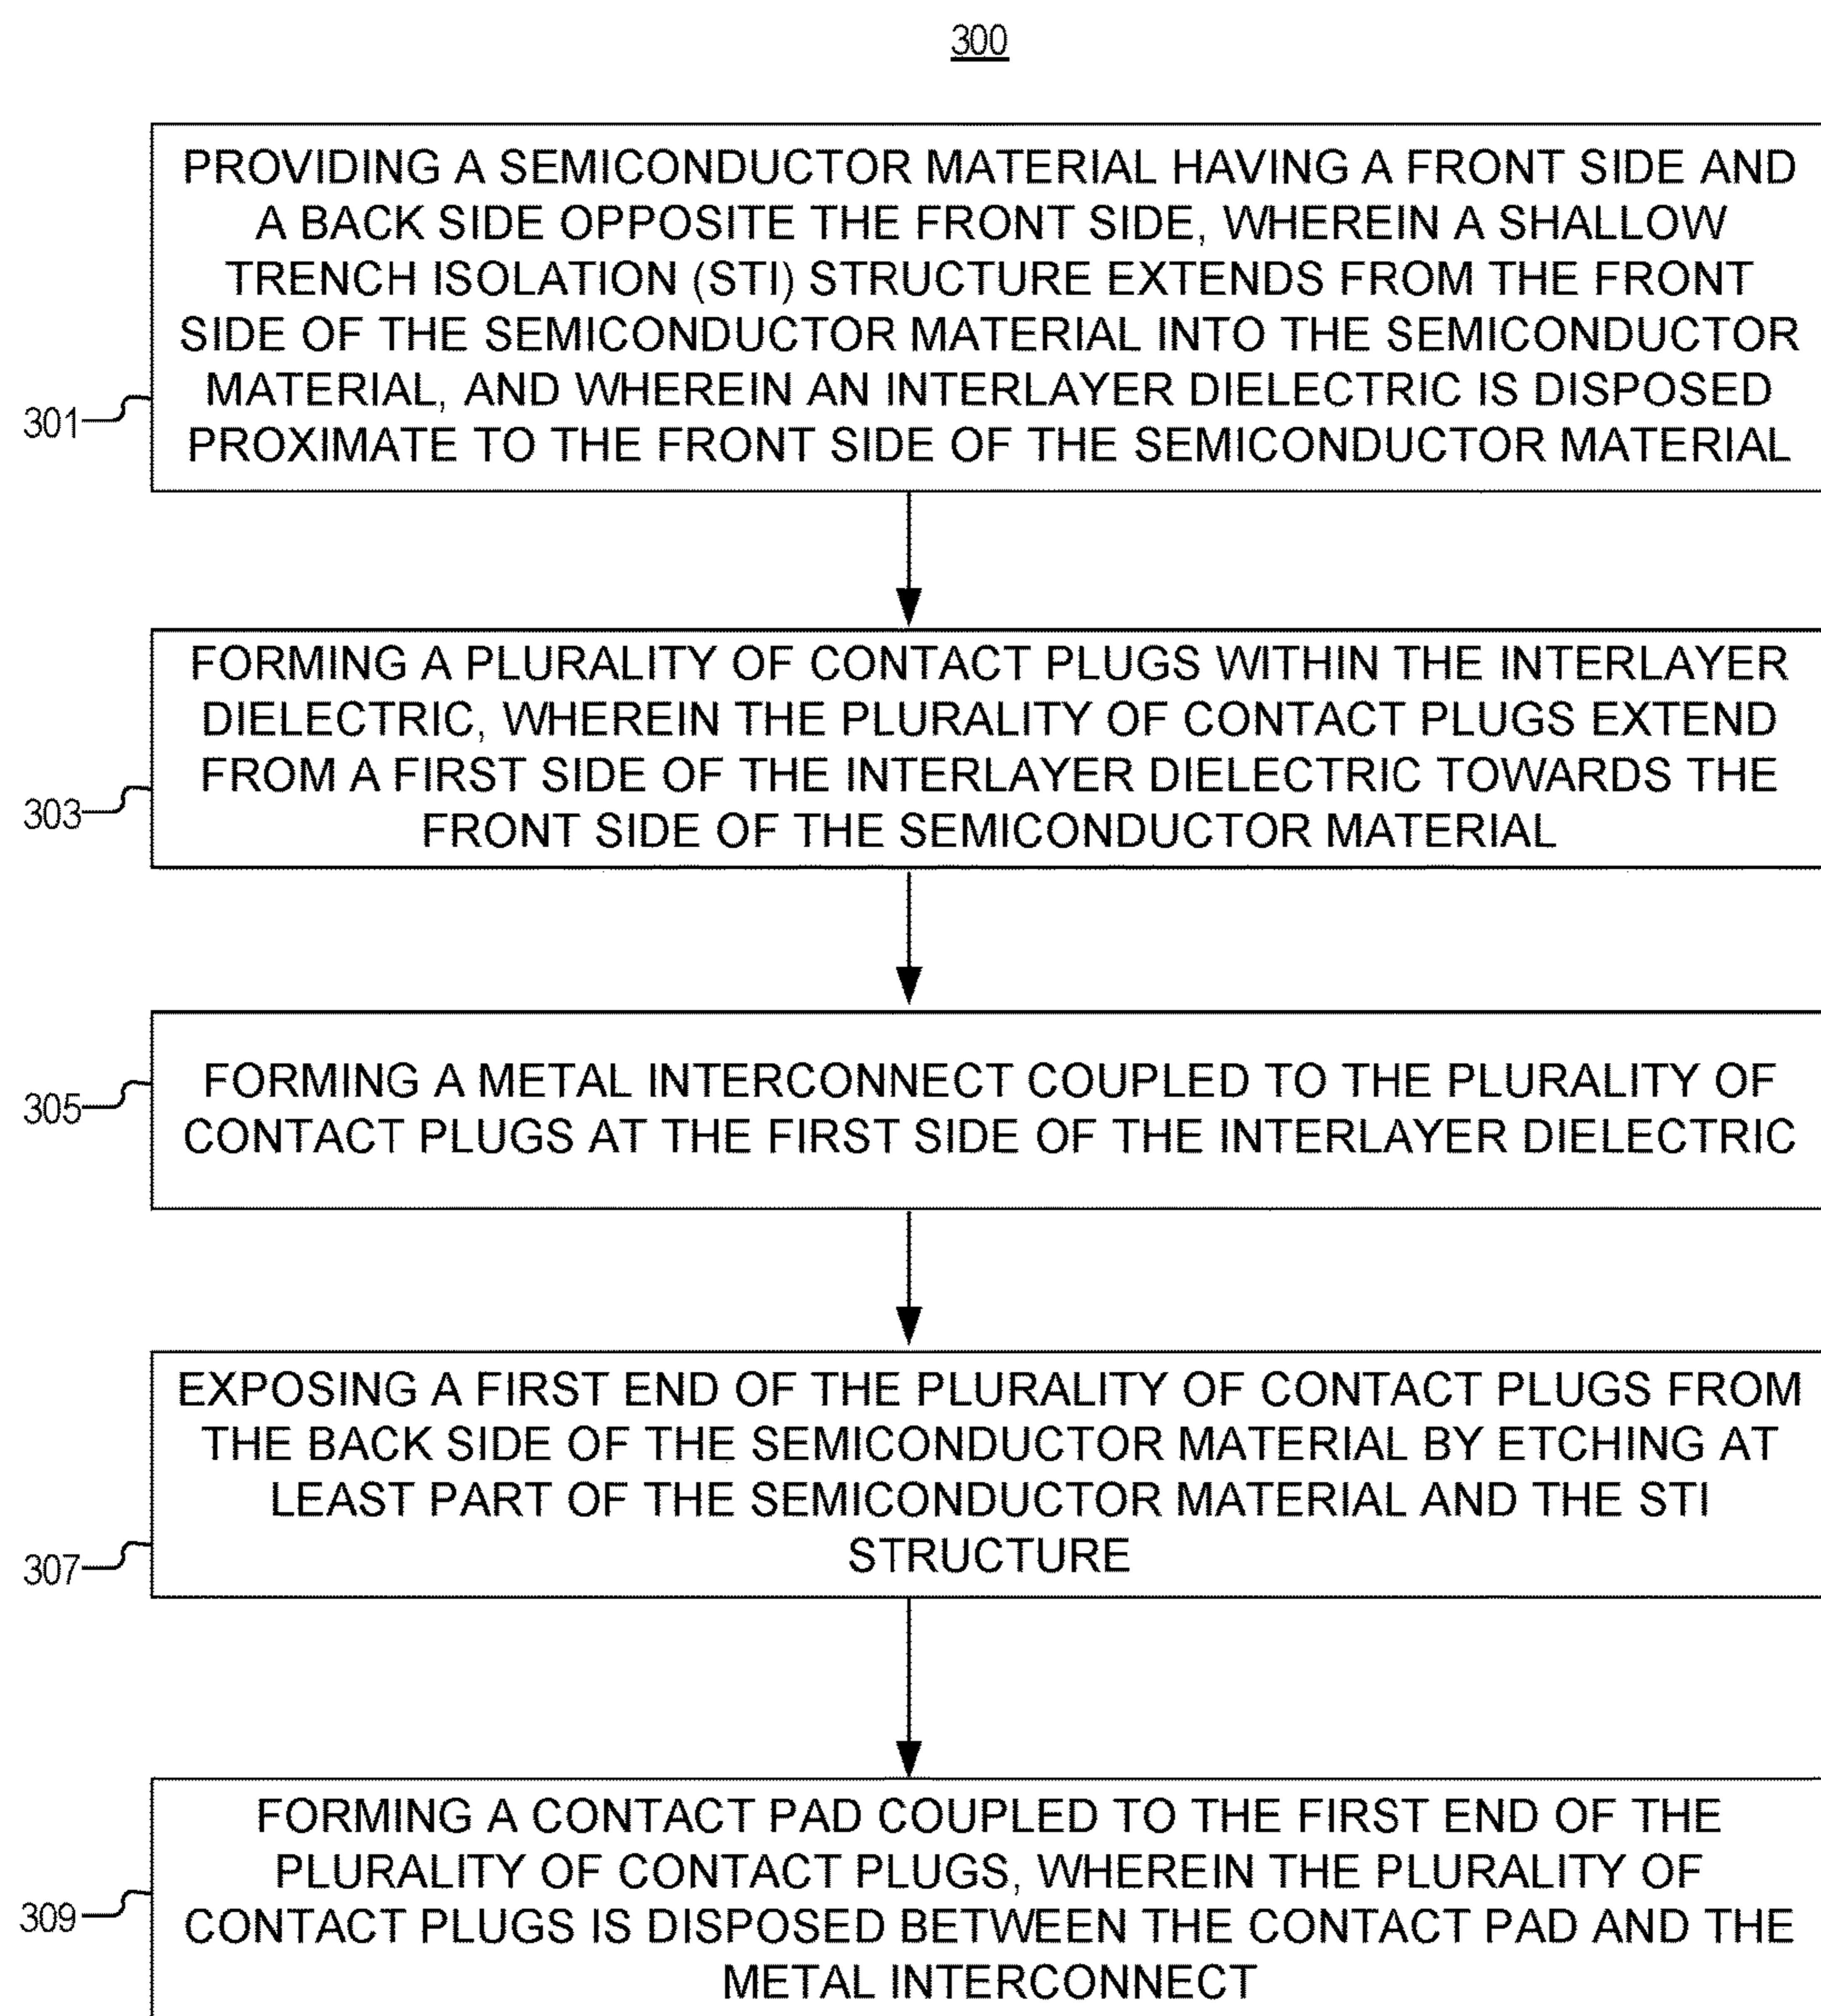 300
PROVIDING A SEMICONDUCTOR MATERIAL HAVING A FRONT SIDE AND
A BACK SIDE OPPOSITE THE FRONT SIDE, WHEREIN A SHALLOW
TRENCH ISOLATION (STI) STRUCTURE EXTENDS FROM THE FRONT
SIDE OF THE SEMICONDUCTOR MATERIAL INTO THE SEMICONDUCTOR
MATERIAL, AND WHEREIN AN INTERLAYER DIELECTRIC IS DISPOSED
PROXIMATE TO THE FRONT SIDE OF THE SEMICONDUCTOR MATERIAL
301
FORMING A PLURALITY OF CONTACT PLUGS WITHIN THE INTERLAYER
DIELECTRIC, WHEREIN THE PLURALITY OF CONTACT PLUGS EXTEND
FROM A FIRST SIDE OF THE INTERLAYER DIELECTRIC TOWARDS THE
FRONT SIDE OF THE SEMICONDUCTOR MATERIAL
303
FORMING A METAL INTERCONNECT COUPLED TO THE PLURALITY OF
CONTACT PLUGS AT THE FIRST SIDE OF THE INTERLAYER DIELECTRIC
305
EXPOSING A FIRST END OF THE PLURALITY OF CONTACT PLUGS FROM
THE BACK SIDE OF THE SEMICONDUCTOR MATERIAL BY ETCHING AT
LEAST PART OF THE SEMICONDUCTOR MATERIAL AND THE STI
STRUCTURE
307
FORMING A CONTACT PAD COUPLED TO THE FIRST END OF THE
PLURALITY OF CONTACT PLUGS, WHEREIN THE PLURALITY OF
CONTACT PLUGS IS DISPOSED BETWEEN THE CONTACT PAD AND THE
METAL INTERCONNECT
309